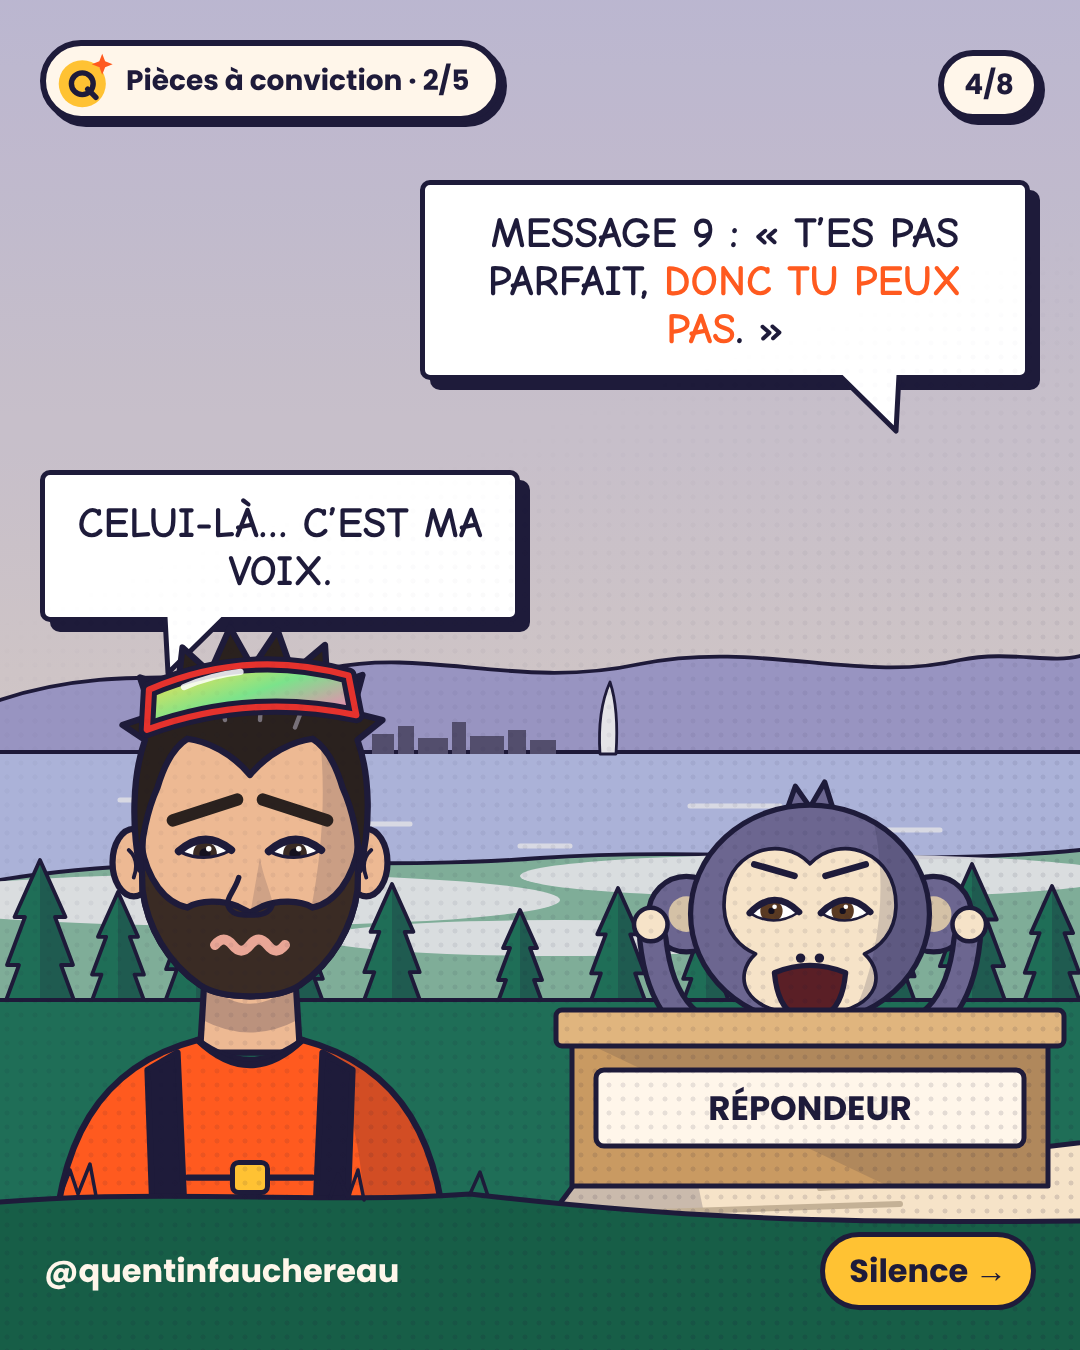 Q Pièces à conviction · 2/5
4/8
MESSAGE 9 : « T'ES PAS
PARFAIT, DONC TU PEUX
PAS. »
CELUI-LÀ... C'EST MA
VOIX.
RÉPONDEUR
@quentinfauchereau
Silence →